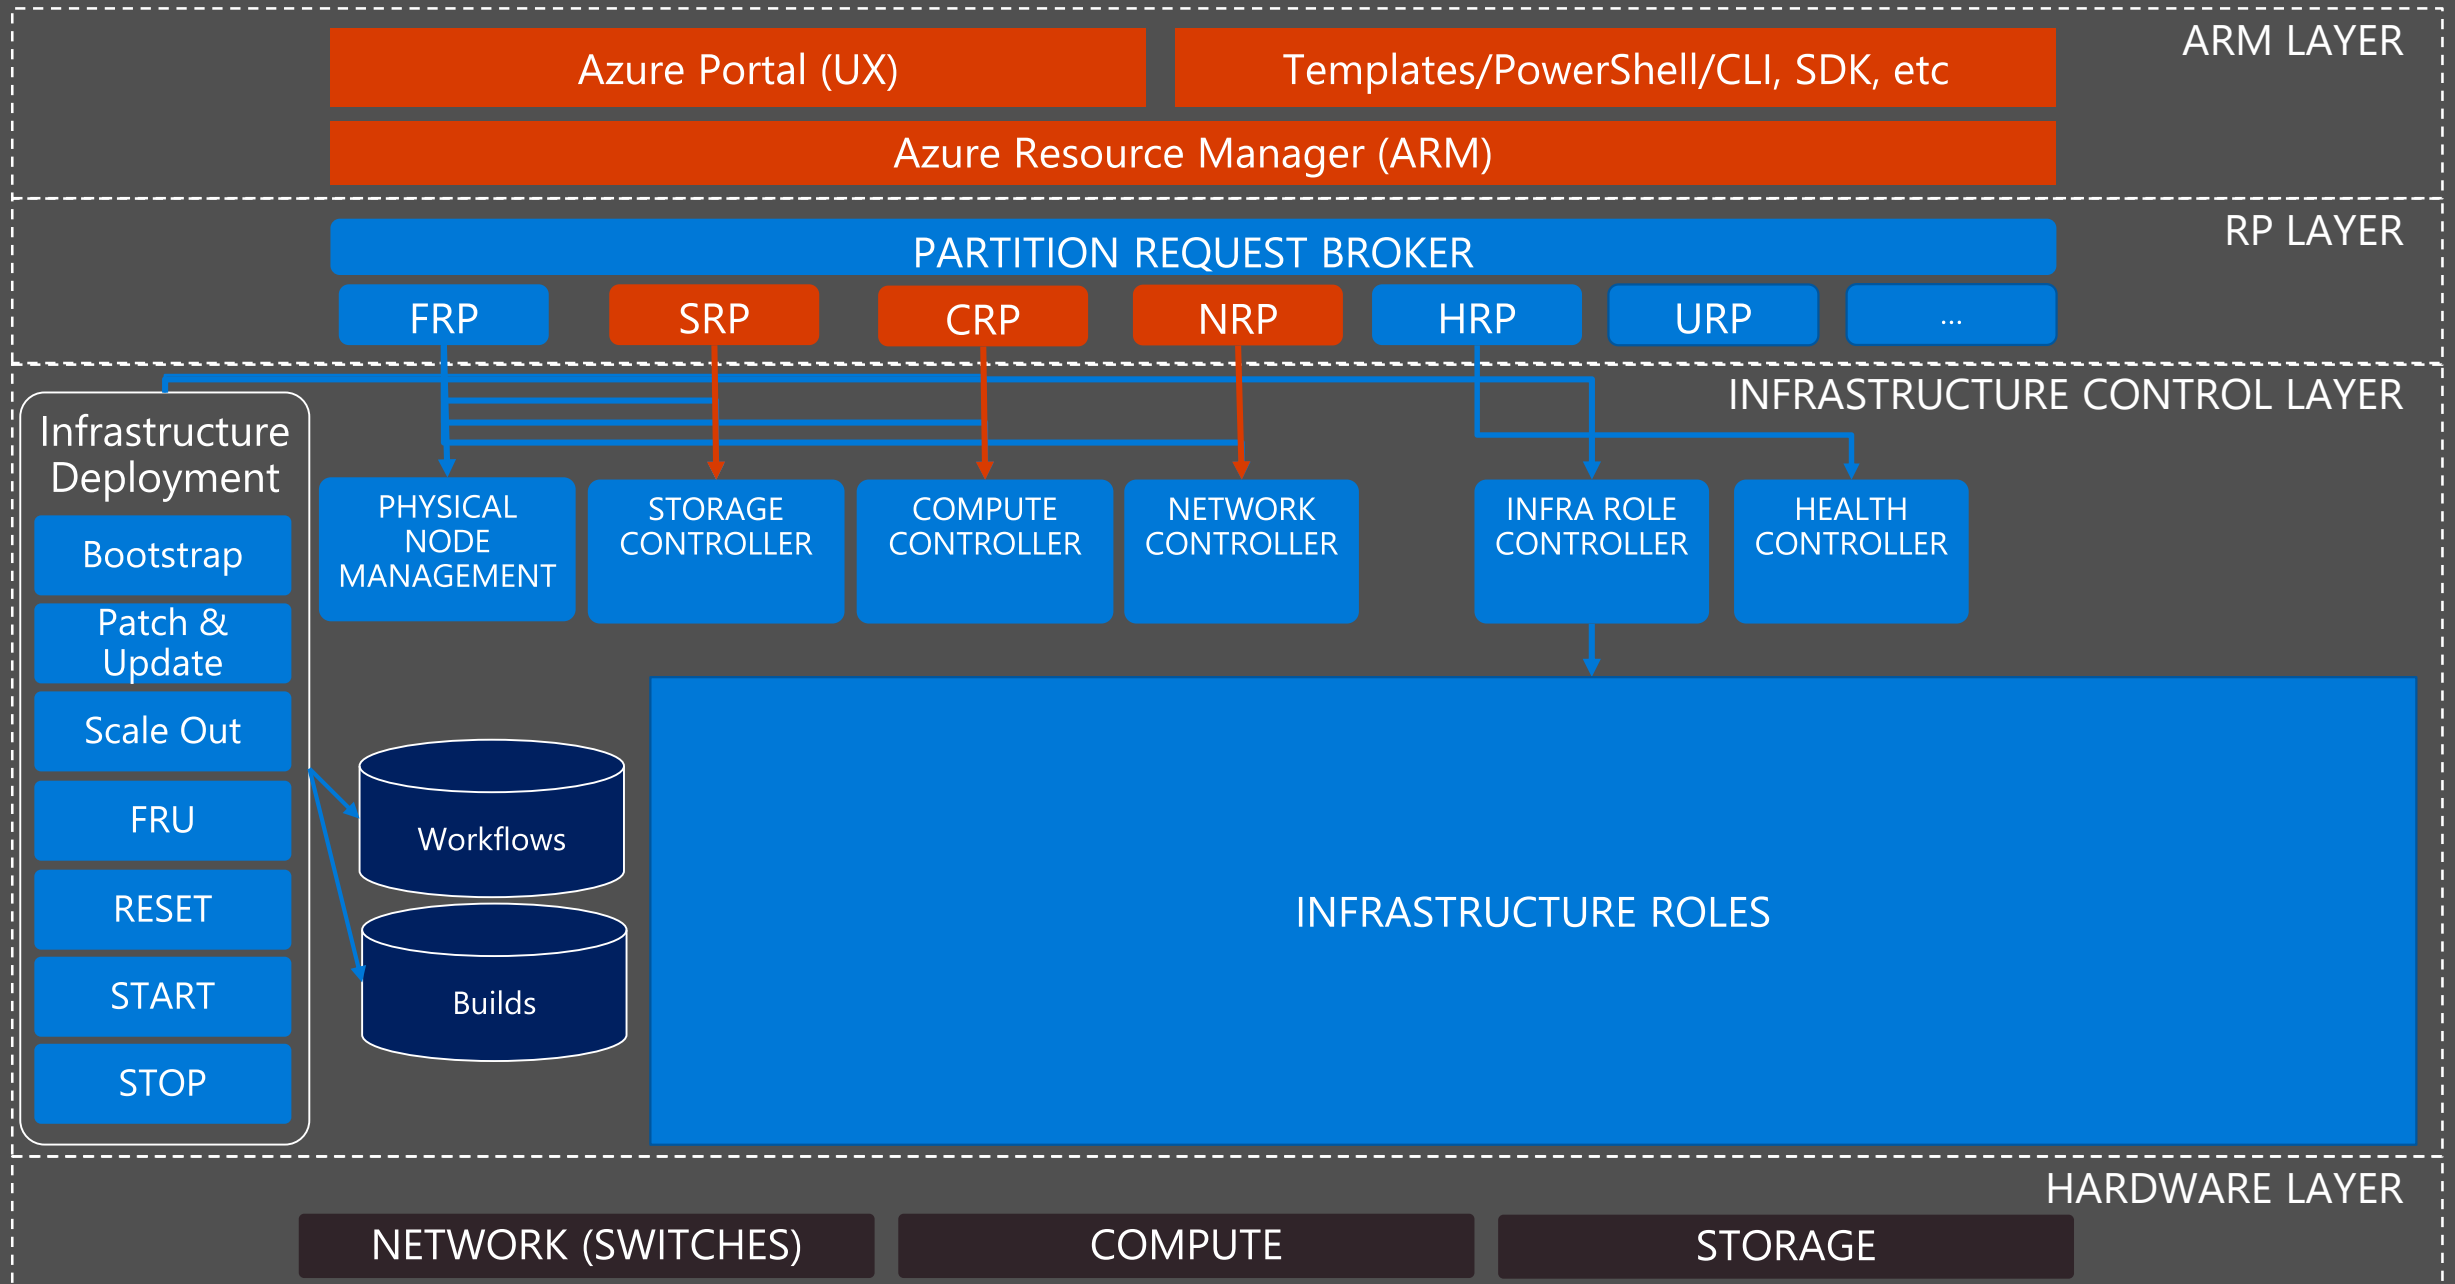 ARM LAYER
Azure Portal (UX)
Templates/PowerShell/CLI, SDK, etc
Azure Resource Manager (ARM)
RP LAYER
PARTITION REQUEST BROKER
FRP
SRP
CRP
NRP
HRP
URP
...
INFRASTRUCTURE CONTROL LAYER
Infrastructure
Deployment
Bootstrap
Patch &
Update
Scale Out
FRU
RESET
START
STOP
PHYSICAL
NODE
MANAGEMENT
STORAGE
CONTROLLER
COMPUTE
CONTROLLER
NETWORK
CONTROLLER
INFRA ROLE
CONTROLLER
HEALTH
CONTROLLER
Workflows
Builds
INFRASTRUCTURE ROLES
HARDWARE LAYER
NETWORK (SWITCHES)
COMPUTE
STORAGE